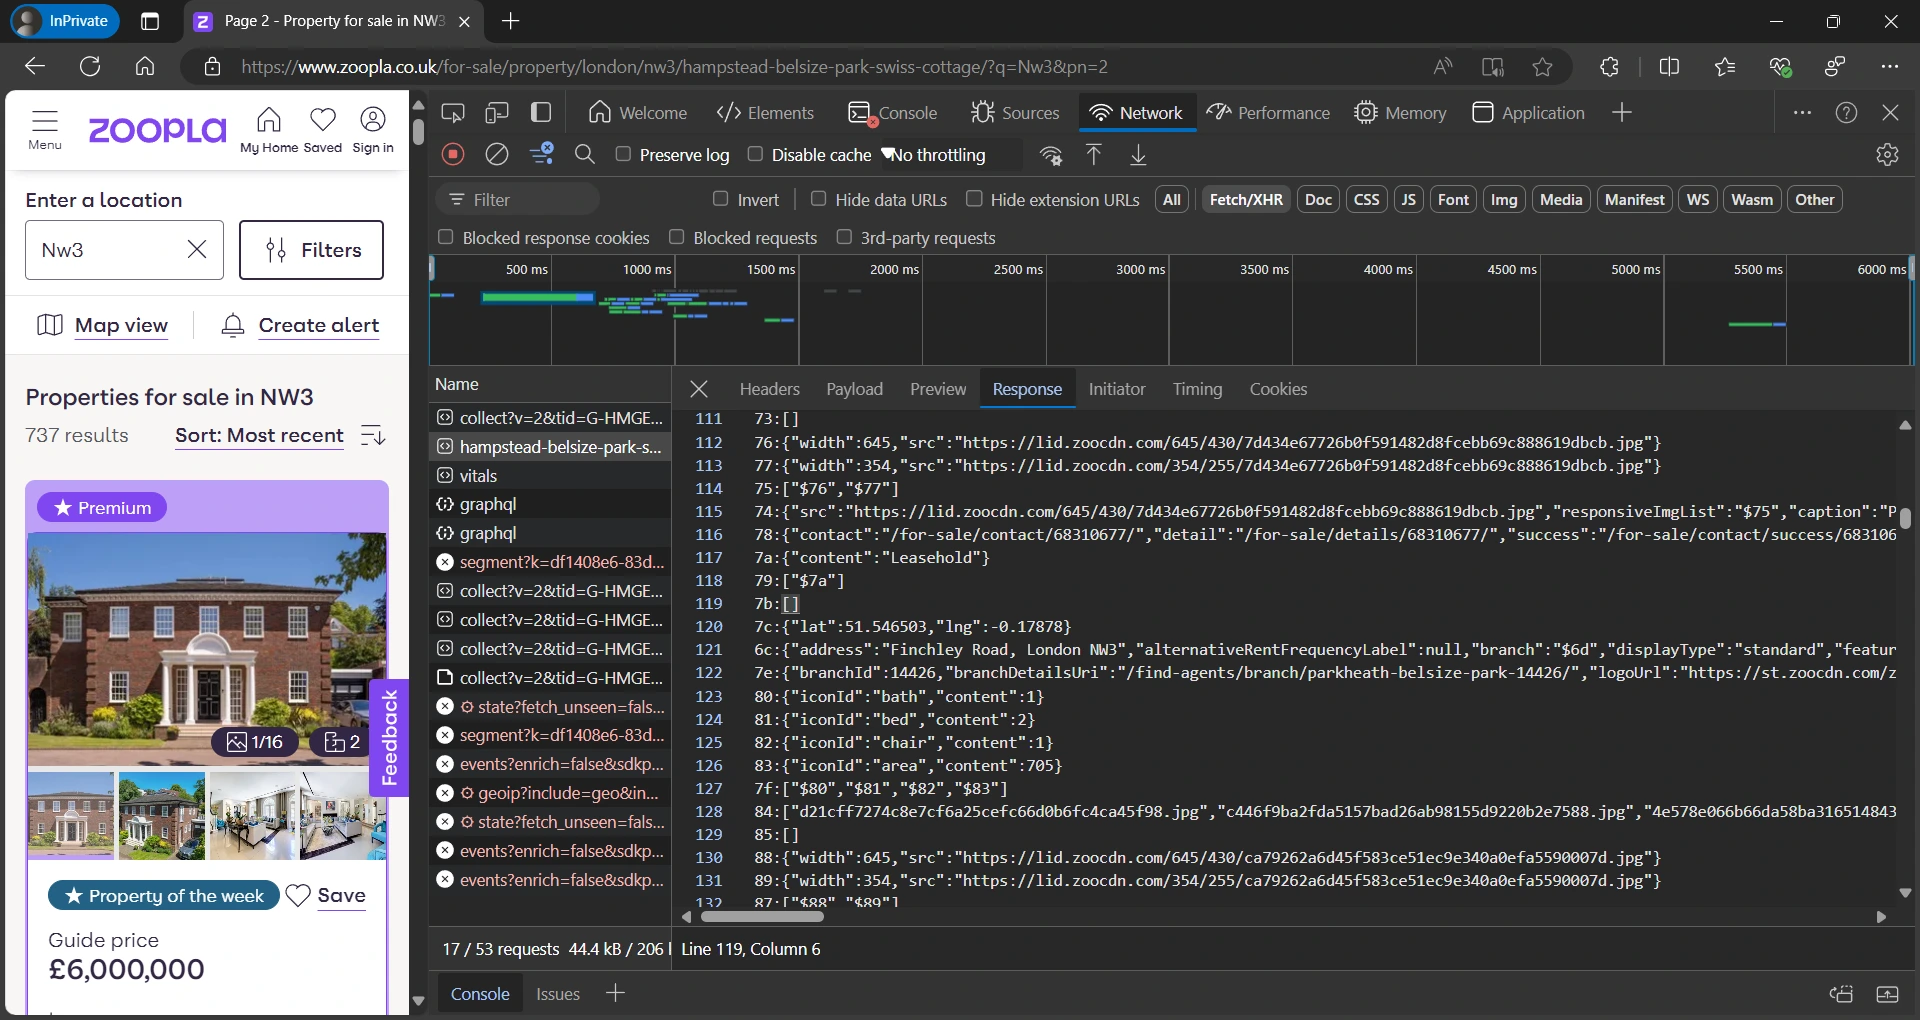 InPrivate
Page 2 - Property for sale in NW3
https://www.zoopla.co.uk/for-sale/property/london/nw3/hampstead-belsize-park-swiss-cottage/?q=Nw3&pn=2
Menu
ZOOPLA
My Home Saved Sign in
Enter a location
Nw3
Filters
Map view
Create alert
Properties for sale in NW3
737 results
Sort: Most recent
Premium
1/16
2
Feedback
Property of the week
Save
Guide price
£6,000,000
Welcome
Elements
Console
Sources
Network
Performance
Memory
Application
Preserve log
Disable cache
No throttling
Filter
Invert
Hide data URLs
Hide extension URLs
All
Fetch/XHR
Doc
CSS
JS
Font
Img
Media
Manifest
WS
Wasm
Other
Blocked response cookies
Blocked requests
3rd-party requests
500 ms
1000 ms
1500 ms
2000 ms
2500 ms
3000 ms
3500 ms
4000 ms
4500 ms
5000 ms
5500 ms
6000 ms
Name
collect?v=2&tid=G-HMGE...
hampstead-belsize-park-s...
vitals
graphql
graphql
segment?k=df1408e6-83d...
collect?v=2&tid=G-HMGE...
collect?v=2&tid=G-HMGE...
collect?v=2&tid=G-HMGE...
collect?v=2&tid=G-HMGE...
state?fetch_unseen=fals...
segment?k=df1408e6-83d...
events?enrich=false&sdkp...
geoip?include=geo&in...
state?fetch_unseen=fals...
events?enrich=false&sdkp...
events?enrich=false&sdkp...
17 / 53 requests 44.4 kB / 206
Headers
Payload
Preview
Response
Initiator
Timing
Cookies
111 73:[]
112 76:{"width":645,"src":"https://lid.zoocdn.com/645/430/7d434e67726b0f591482d8fcebb69c888619dbcb.jpg"}
113 77:{"width":354,"src":"https://lid.zoocdn.com/354/255/7d434e67726b0f591482d8fcebb69c888619dbcb.jpg"}
114 75:["$76","$77"]
115 74:{"src":"https://lid.zoocdn.com/645/430/7d434e67726b0f591482d8fcebb69c888619dbcb.jpg","responsiveImgList":"$75","caption":"P
116 78:{"contact":"/for-sale/contact/68310677/","detail":"/for-sale/details/68310677/","success":"/for-sale/contact/success/683106
117 7a:{"content":"Leasehold"}
118 79:["$7a"]
119 7b:[]
120 7c:{"lat":51.546503,"lng":-0.17878}
121 6c:{"address":"Finchley Road, London NW3","alternativeRentFrequencyLabel":null,"branch":"$6d","displayType":"standard","featur
122 7e:{"branchId":14426,"branchDetailsUri":"/find-agents/branch/parkheath-belsize-park-14426/","logoUrl":"https://st.zoocdn.com/z
123 80:{"iconId":"bath","content":1}
124 81:{"iconId":"bed","content":2}
125 82:{"iconId":"chair","content":1}
126 83:{"iconId":"area","content":705}
127 7f:["$80","$81","$82","$83"]
128 84:["d21cff7274c8e7cf6a25cefc66d0b6fc4ca45f98.jpg","c446f9ba2fda5157bad26ab98155d9220b2e7588.jpg","4e578e066b66da58ba316514843
129 85:[]
130 88:{"width":645,"src":"https://lid.zoocdn.com/645/430/ca79262a6d45f583ce51ec9e340a0efa5590007d.jpg"}
131 89:{"width":354,"src":"https://lid.zoocdn.com/354/255/ca79262a6d45f583ce51ec9e340a0efa5590007d.jpg"}
132 87:["$88","$89"]
Line 119, Column 6
Console
Issues